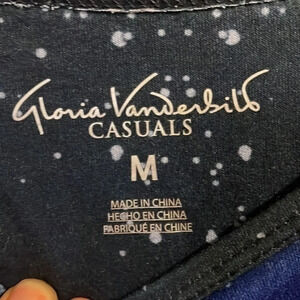 Gloria Vanderbilt
CASUALS
M
MADE IN CHINA
HECHO EN CHINA
FABRIQUÉ EN CHINE